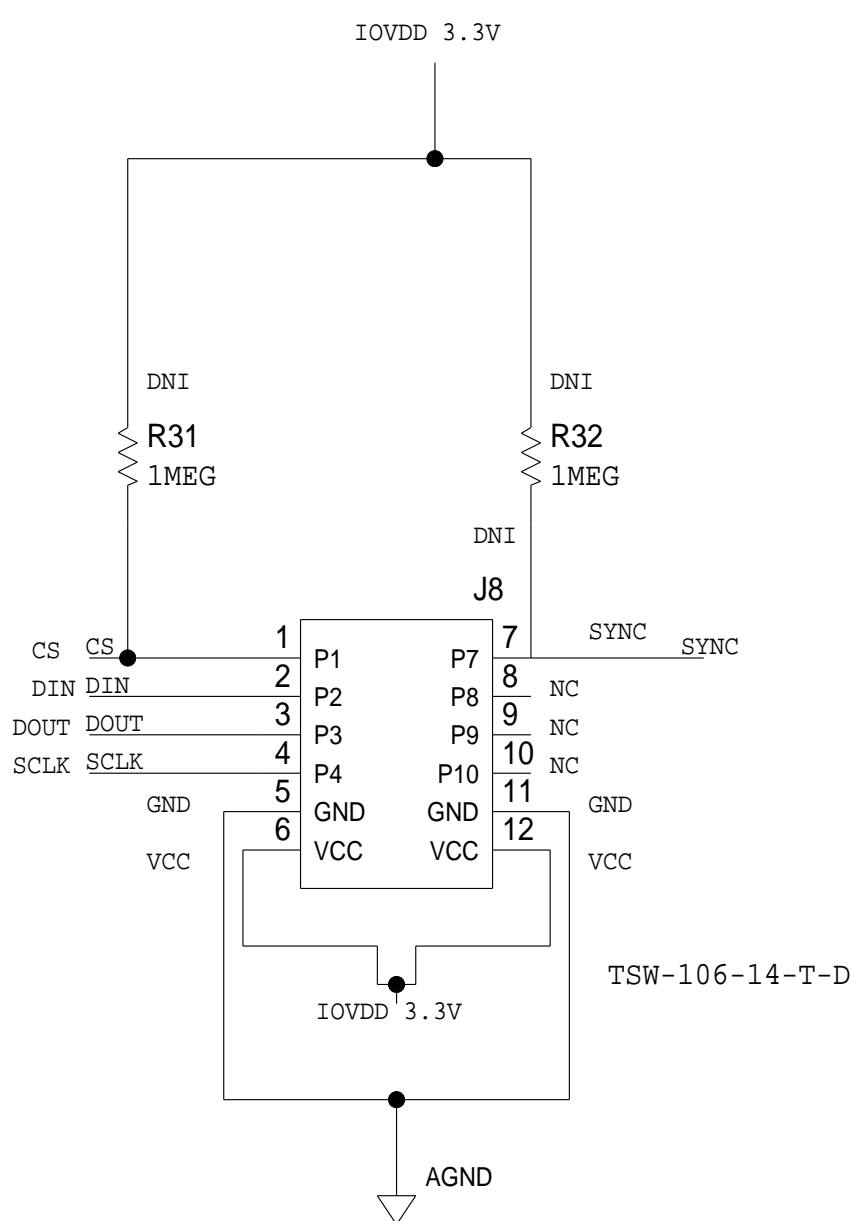 IOVDD 3.3V
DNI
R31
1MEG
DNI
R32
1MEG
DNI
J8
CS CS 1 P1 P7 7 SYNC SYNC
DIN DIN 2 P2 P8 8 NC
DOUT DOUT 3 P3 P9 9 NC
SCLK SCLK 4 P4 P10 10 NC
GND 5 GND GND 11 GND
VCC 6 VCC VCC 12 VCC
TSW-106-14-T-D
IOVDD 3.3V
AGND